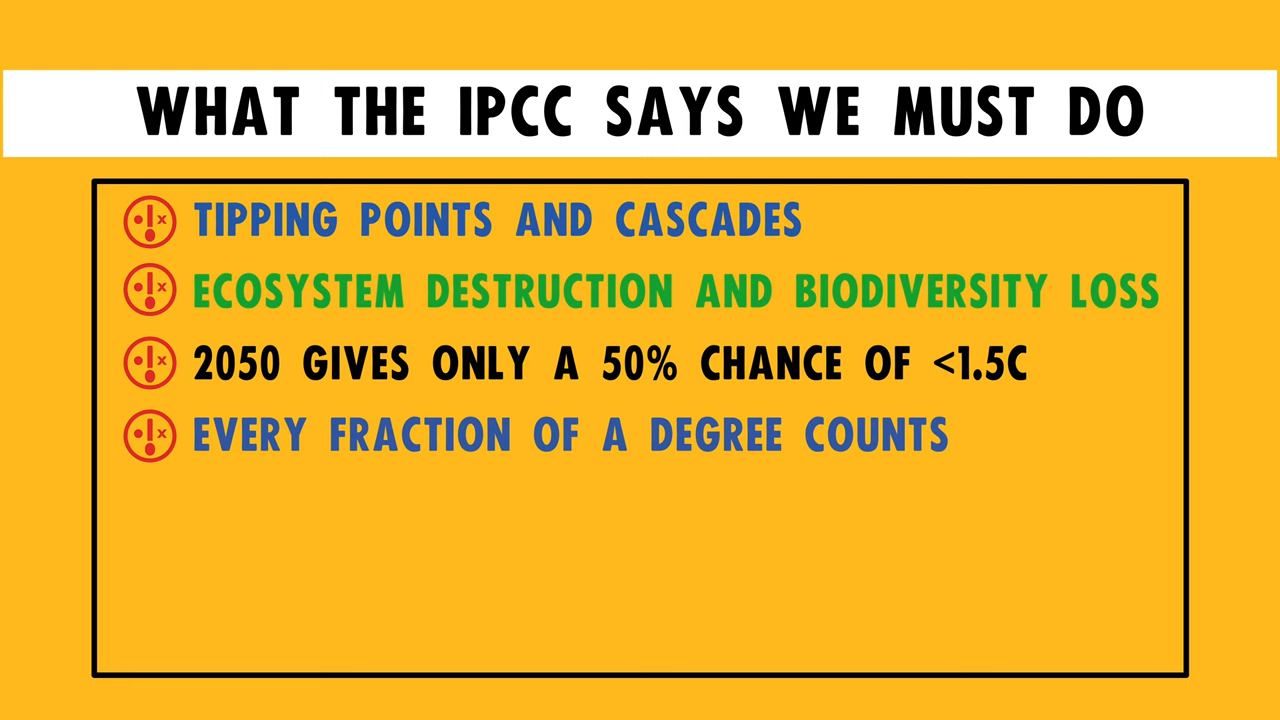 WHAT THE IPCC SAYS WE MUST DO
TIPPING POINTS AND CASCADES
ECOSYSTEM DESTRUCTION AND BIODIVERSITY LOSS
2050 GIVES ONLY A 50% CHANCE OF <1.5C
EVERY FRACTION OF A DEGREE COUNTS